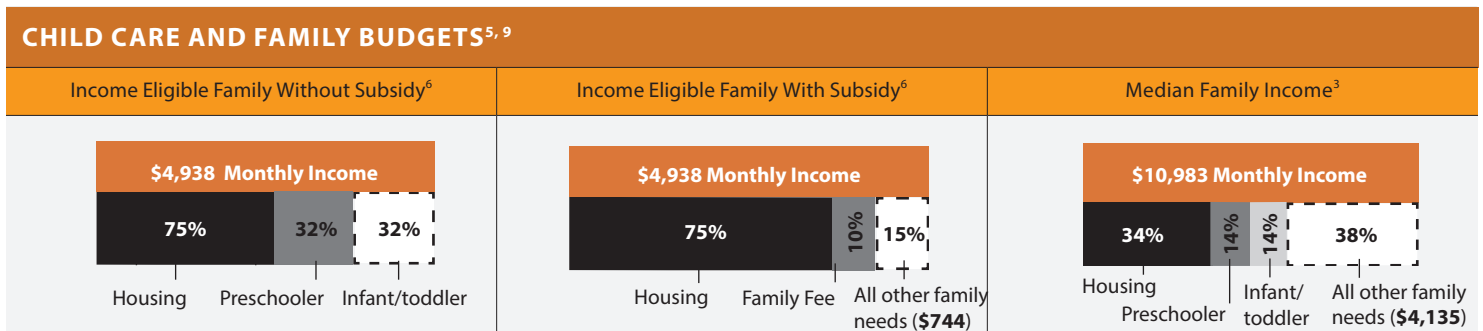 CHILD CARE AND FAMILY BUDGETS5, 9
Income Eligible Family Without Subsidy6
Income Eligible Family With Subsidy6
Median Family Income3
$4,938 Monthly Income
75%
32%
32%
Housing
Preschooler
Infant/toddler
$4,938 Monthly Income
75%
10%
15%
Housing
Family Fee
All other family
needs ($744)
$10,983 Monthly Income
34%
14%
14%
38%
Housing
Preschooler
Infant/
toddler
All other family
needs ($4,135)